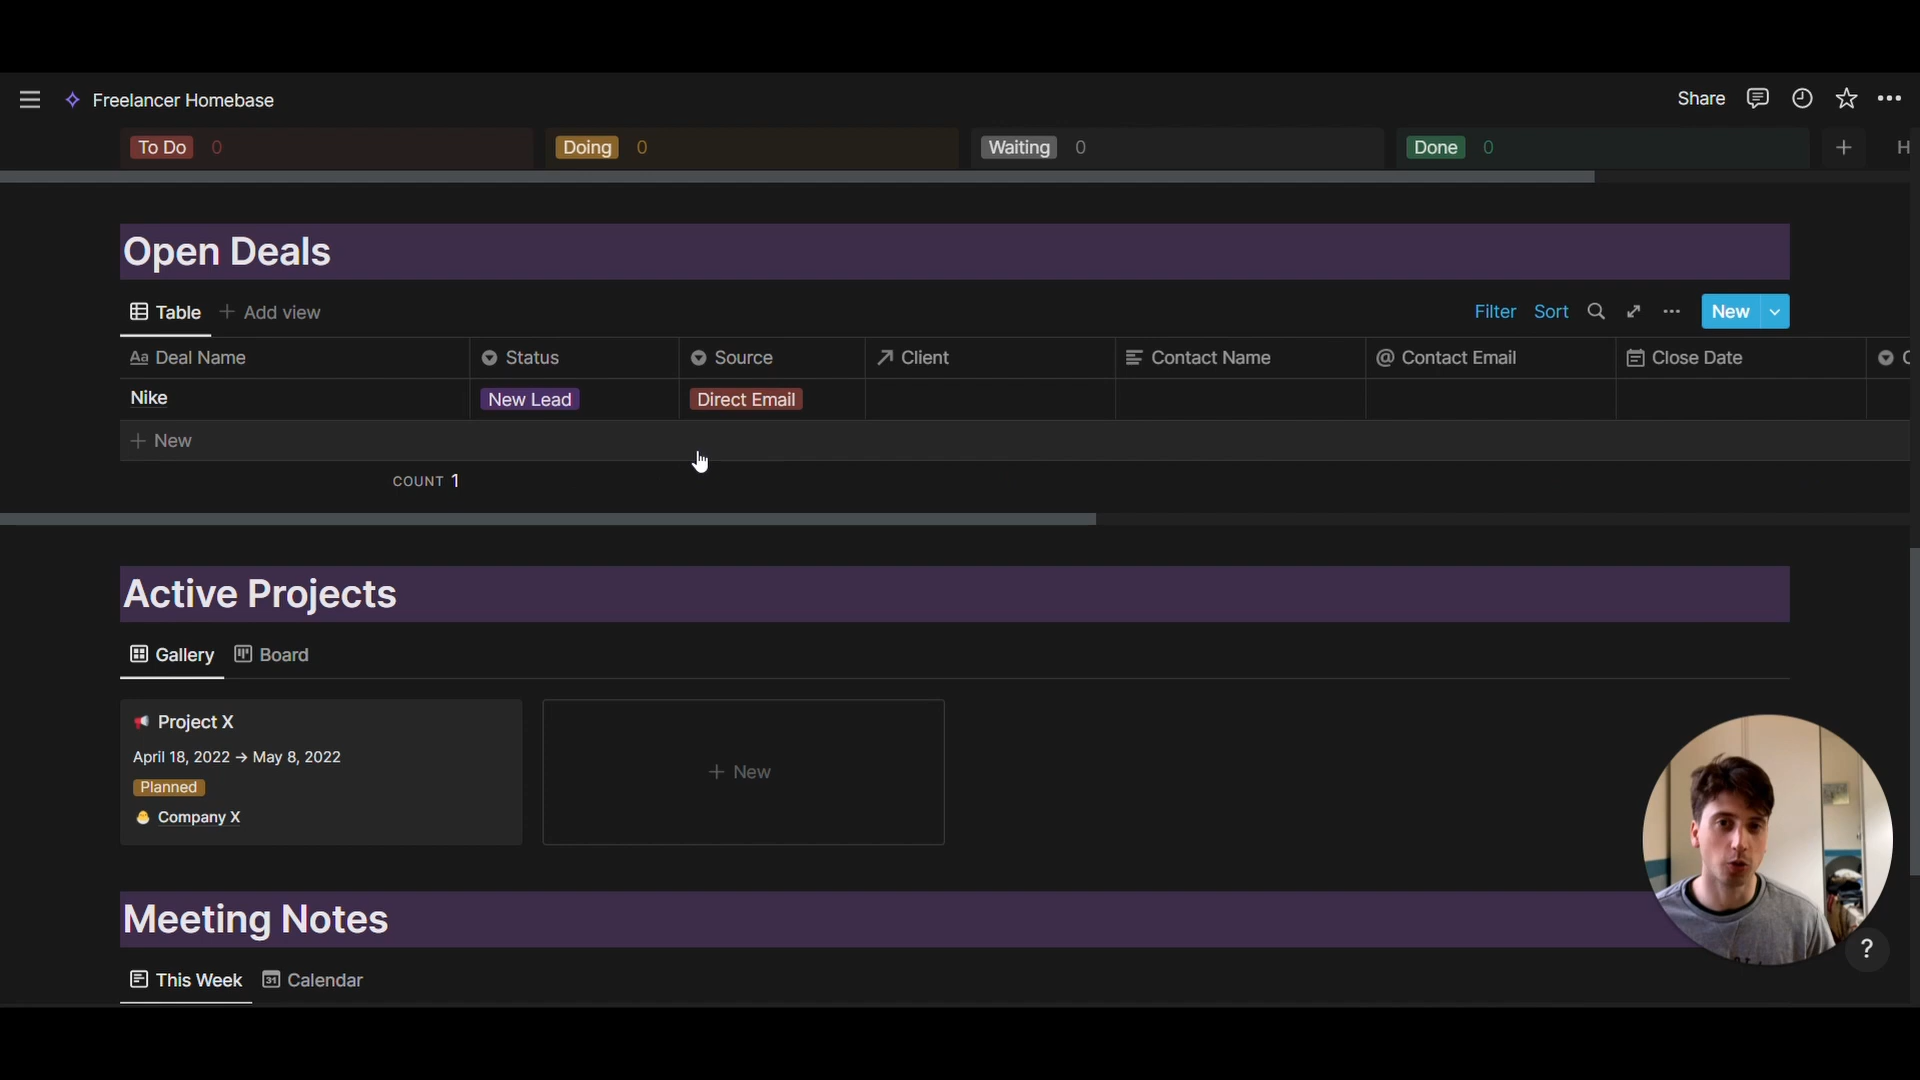 Freelancer Homebase Share
To Do 0 Doing 0 Waiting 0 Done 0 + H
Open Deals
Table + Add view Filter Sort New
Aa Deal Name Status Source Client Contact Name @ Contact Email Close Date
Nike New Lead Direct Email
+ New
COUNT 1
Active Projects
Gallery Board
Project X
April 18, 2022 → May 8, 2022
+ New
Planned
Company X
Meeting Notes
?
This Week 31 Calendar